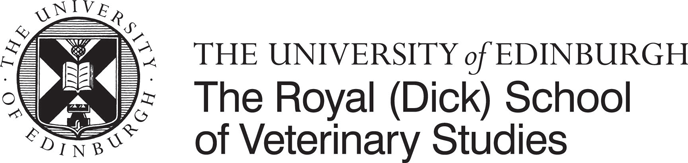 · THE UNIVERSITY ·
OF EDINBURGH
THE UNIVERSITY of EDINBURGH
The Royal (Dick) School
of Veterinary Studies